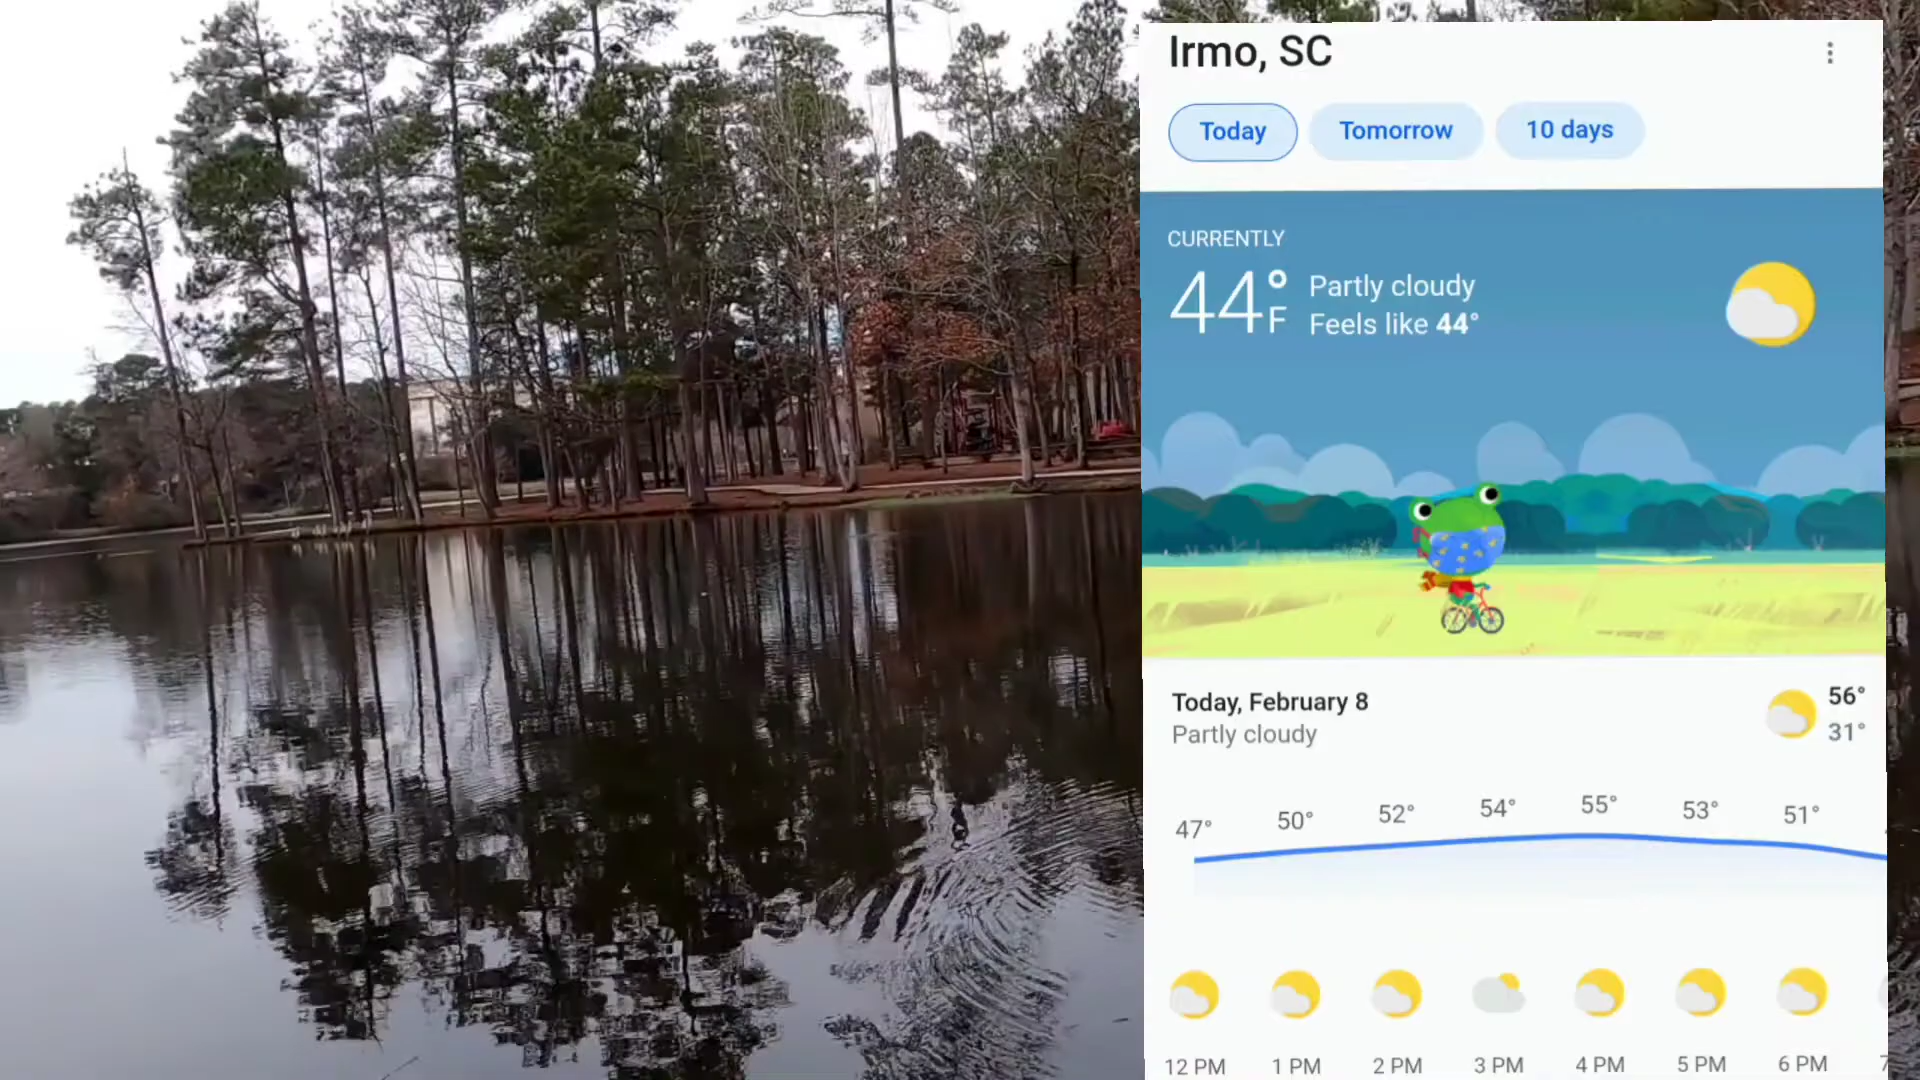 Irmo, SC
Today Tomorrow 10 days
CURRENTLY
44°F
Partly cloudy
Feels like 44°
Today, February 8
Partly cloudy
56°
31°
47° 50° 52° 54° 55° 53° 51°
12 PM 1 PM 2 PM 3 PM 4 PM 5 PM 6 PM